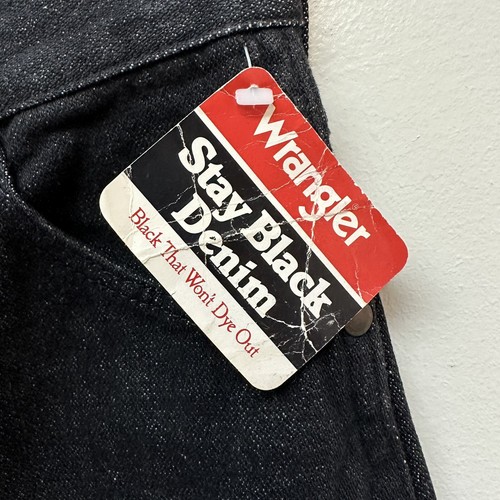 Wrangler
Stay Black
Denim
Black That Won't Dye Out